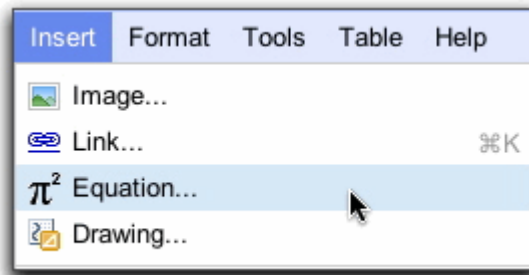 Insert Format Tools Table Help
Image...
Link... ⌘K
π² Equation...
Drawing...